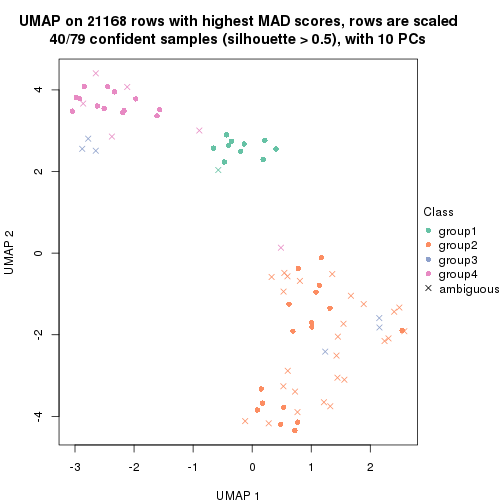 UMAP on 21168 rows with highest MAD scores, rows are scaled
40/79 confident samples (silhouette > 0.5), with 10 PCs
4
2
0
-2
-4
UMAP 2
-3
-2
-1
0
1
2
UMAP 1
Class
group1
group2
group3
group4
ambiguous